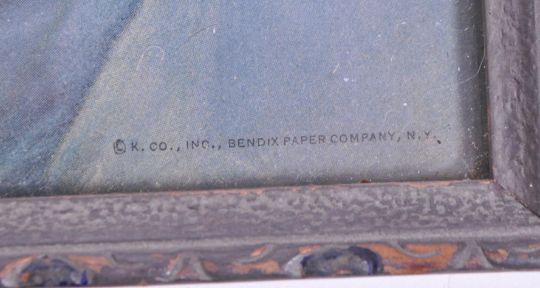 © K. CO., INC., BENDIX PAPER COMPANY, N.Y.